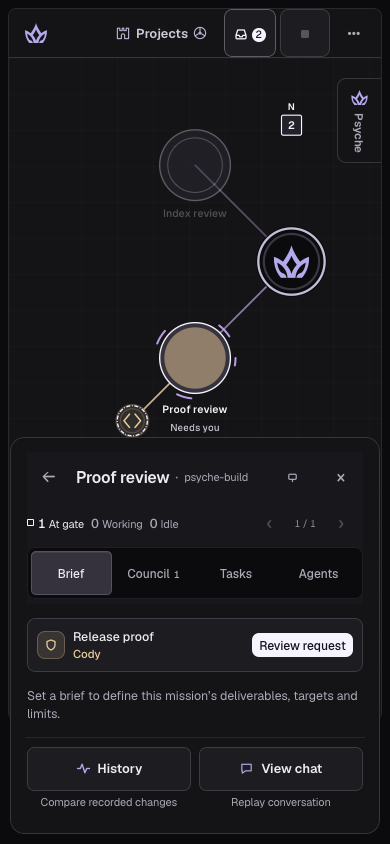 Projects
2
N
2
Psyche
Index review
Proof review
Needs you
Proof review · psyche-build
1 At gate 0 Working 0 Idle
1 / 1
Brief
Council 1
Tasks
Agents
Release proof
Cody
Review request
Set a brief to define this mission's deliverables, targets and
limits.
History
View chat
Compare recorded changes
Replay conversation